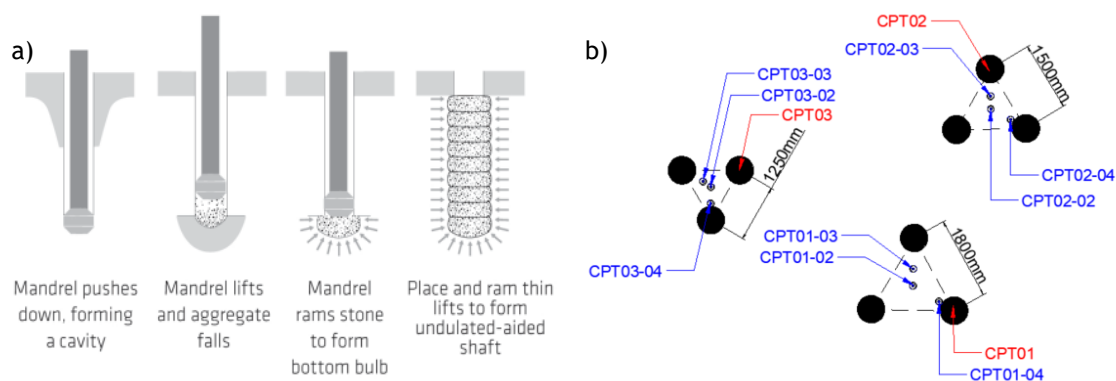 a)
Mandrel pushes
down, forming
a cavity
Mandrel lifts
and aggregate
falls
Mandrel
rams stone
to form
bottom bulb
Place and ram thin
lifts to form
undulated-aided
shaft
b)
CPT02
CPT02-03
1500mm
CPT02-04
CPT02-02
CPT03-03
CPT03-02
CPT03
1250mm
CPT03-04
CPT01-03
CPT01-02
1800mm
CPT01
CPT01-04